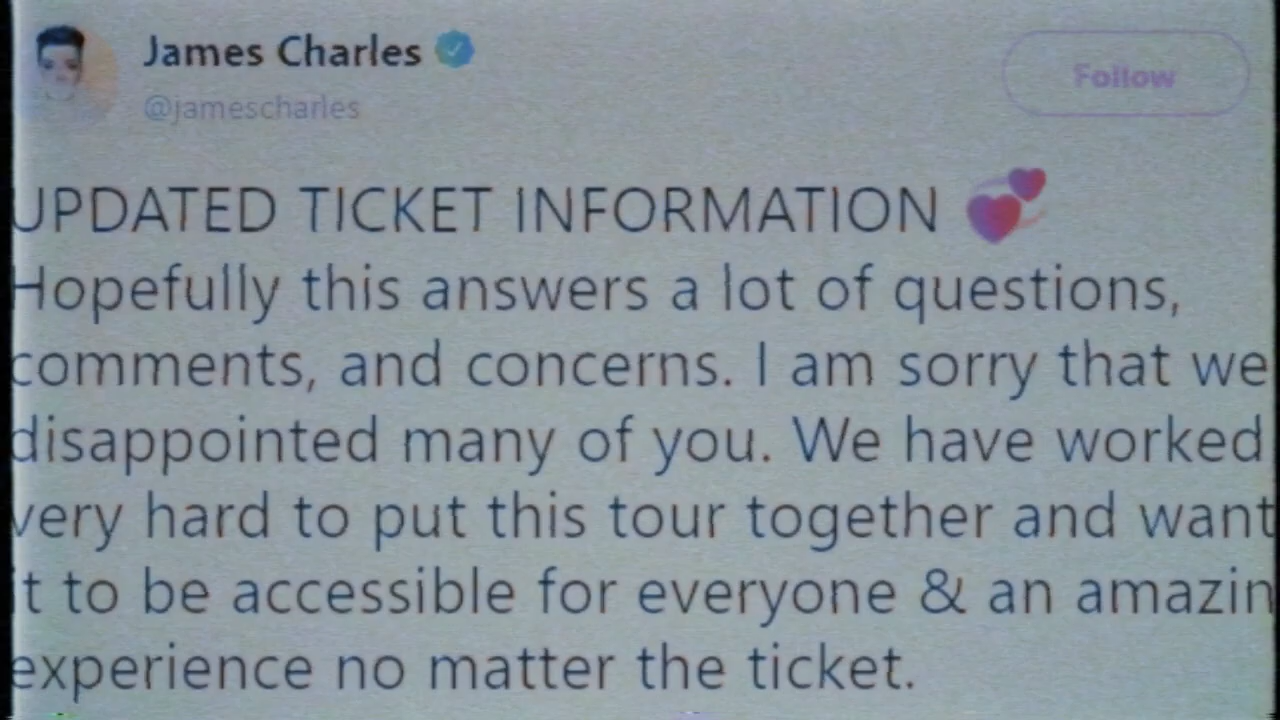 James Charles
@jamescharles
Follow
UPDATED TICKET INFORMATION 💞
Hopefully this answers a lot of questions,
comments, and concerns. I am sorry that we
disappointed many of you. We have worked
very hard to put this tour together and want
it to be accessible for everyone & an amazin
experience no matter the ticket.